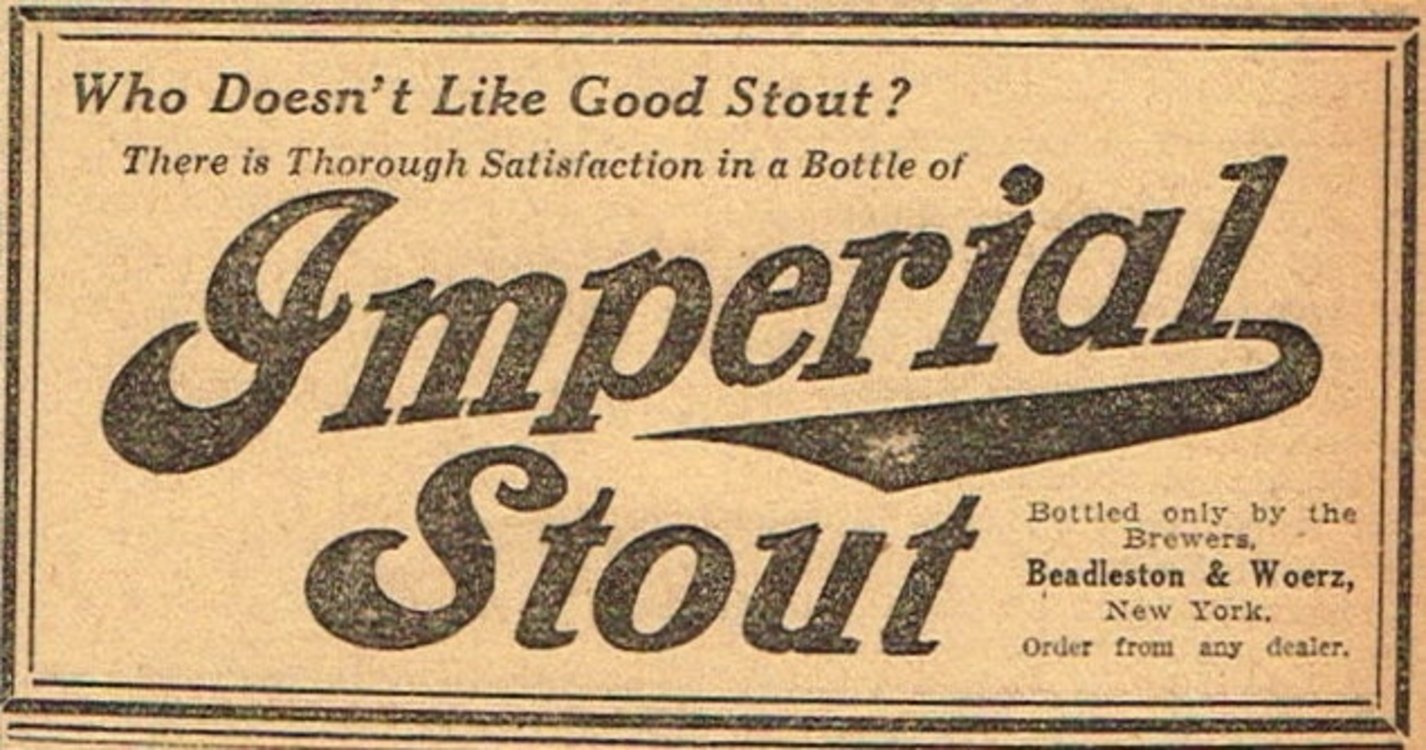 Who Doesn't Like Good Stout?
There is Thorough Satisfaction in a Bottle of
Imperial
Stout
Bottled only by the
Brewers,
Beadleston & Woerz,
New York.
Order from any dealer.